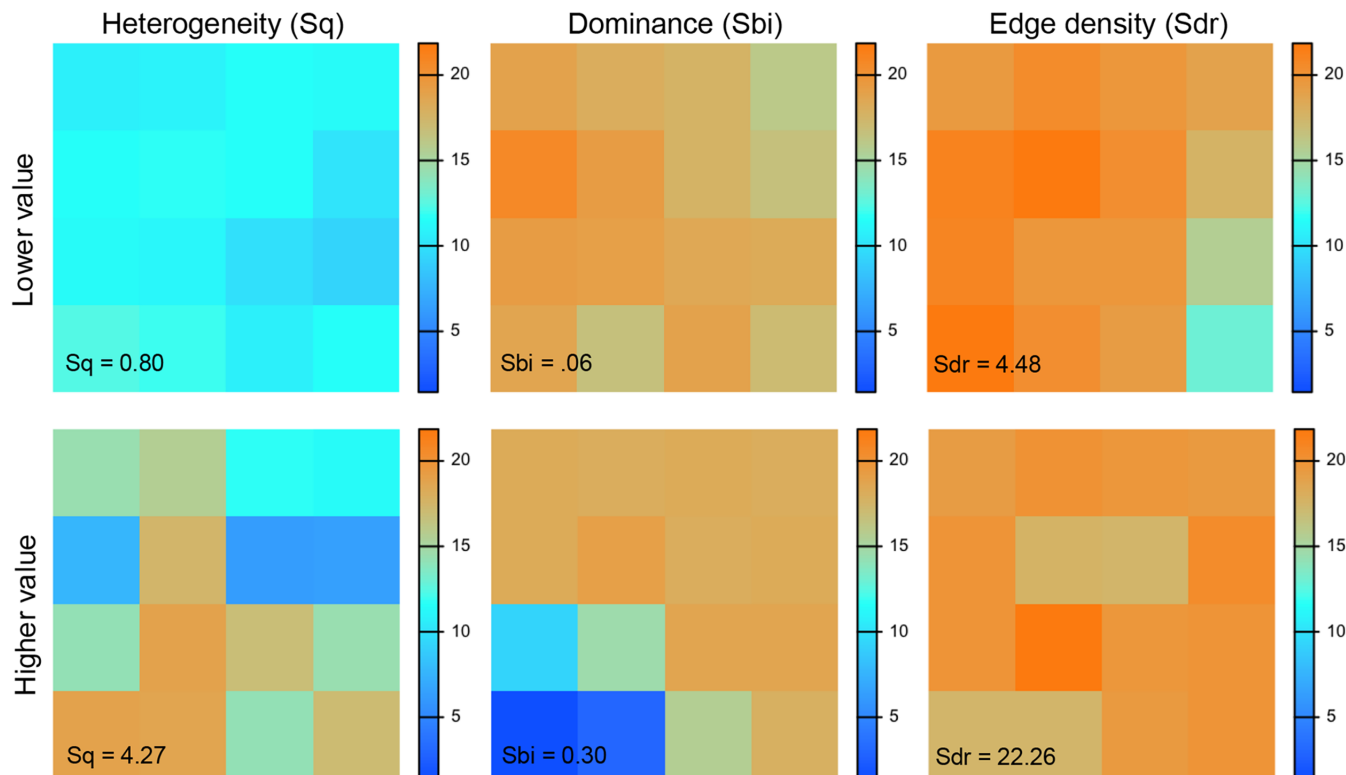 Heterogeneity (Sq)
Dominance (Sbi)
Edge density (Sdr)
Lower value
20
15
10
5
Sq = 0.80
20
15
10
5
Sbi = .06
20
15
10
5
Sdr = 4.48
Higher value
20
15
10
5
Sq = 4.27
20
15
10
5
Sbi = 0.30
20
15
10
5
Sdr = 22.26